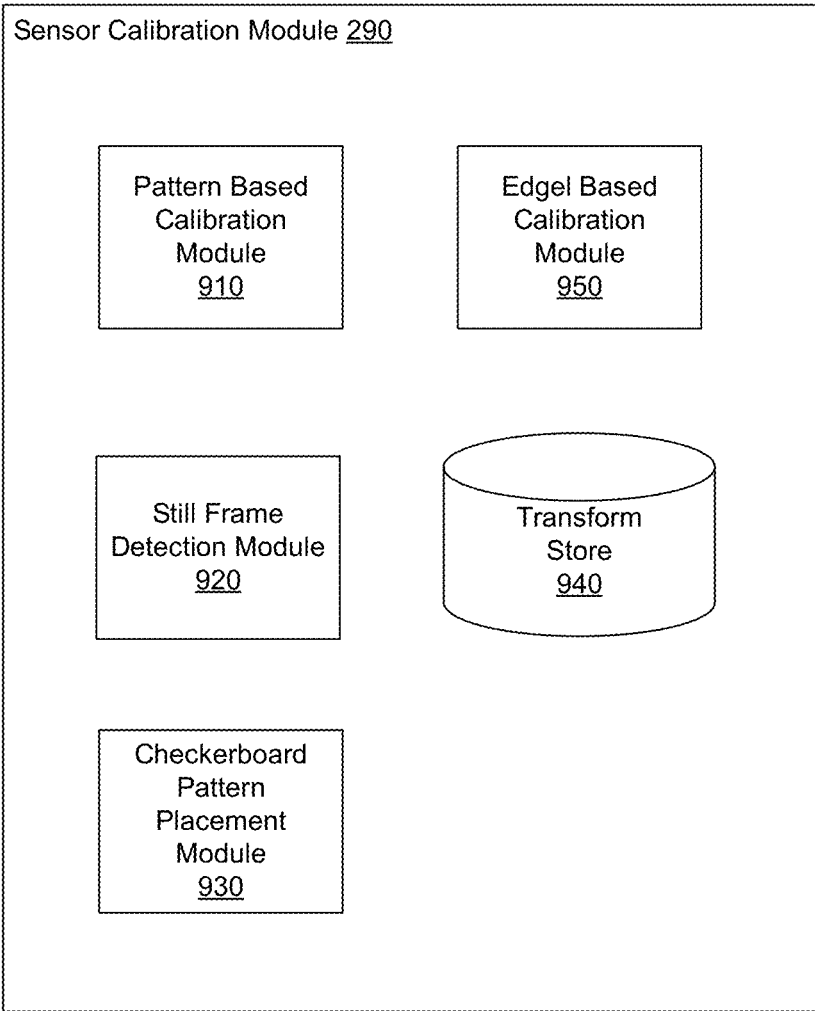 Sensor Calibration Module 290
Pattern Based
Calibration
Module
910
Edgel Based
Calibration
Module
950
Still Frame
Detection Module
920
Transform
Store
940
Checkerboard
Pattern
Placement
Module
930